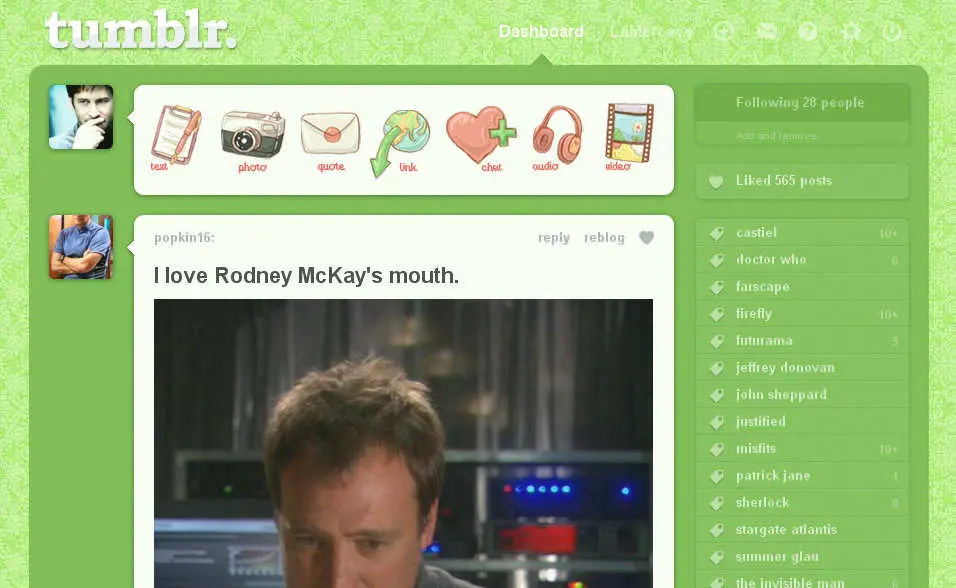 tumblr.
Dashboard
text
photo
quote
link
chat
audio
video
popkin16:
reply reblog
I love Rodney McKay's mouth.
Following 28 people
Add and remove
Liked 565 posts
castiel 10+
doctor who 6
farscape
firefly 10+
futurama 3
jeffrey donovan
john sheppard
justified
misfits 10+
patrick jane 1
sherlock 8
stargate atlantis
summer glau
the invisible man